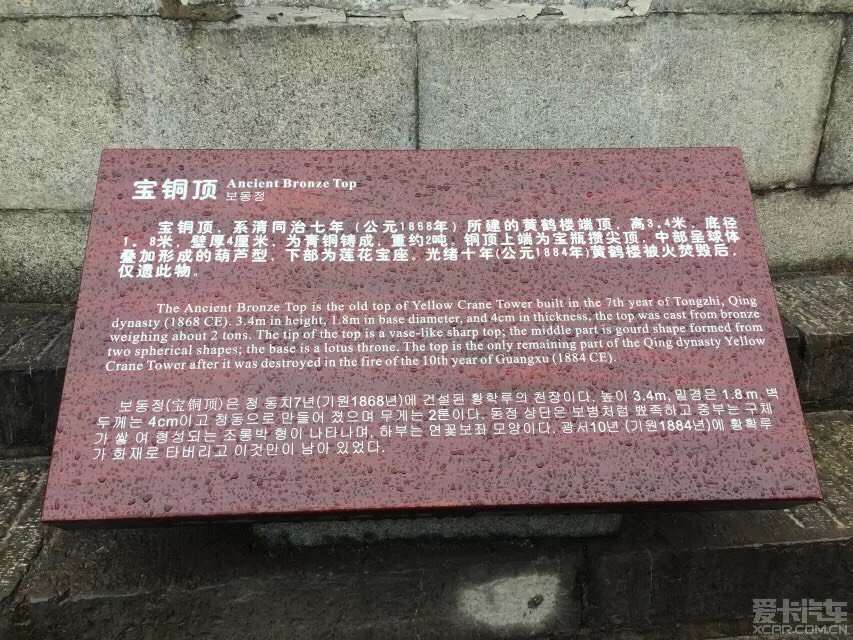 宝铜顶 Ancient Bronze Top
보동정
宝铜顶，系清同治七年（公元1868年）所建的黄鹤楼端顶，高3.4米，底径
1．8米，壁厚4厘米，为青铜铸成，重约2吨，铜顶上端为宝瓶攒尖顶，中部呈球体
叠加形成的葫芦型，下部为莲花宝座，光绪十年(公元1884年)黄鹤楼被火焚毁后，
仅遗此物．
The Ancient Bronze Top is the old top of Yellow Crane Tower built in the 7th year of Tongzhi, Qing
dynasty (1868 CE). 3.4m in height, 1.8m in base diameter, and 4cm in thickness, the top was cast from bronze
weighing about 2 tons. The tip of the top is a vase-like sharp top; the middle part is gourd shape formed from
two spherical shapes; the base is a lotus throne. The top is the only remaining part of the Qing dynasty Yellow
Crane Tower after it was destroyed in the fire of the 10th year of Guangxu (1884 CE).
보동정(宝铜顶)은 청 동치7년(기원1868년)에 건설된 황학루의 천장이다. 높이 3.4m, 밑경은 1.8 m, 벽
두께는 4cm이고 청동으로 만들어 졌으며 무게는 2톤이다. 동정 상단은 보병처럼 뾰족하고 중부는 구체
가 쌓 여 형성되는 조롱박 형이 나타나며, 하부는 연꽃보좌 모양이다. 광서10년 (기원1884년)에 황학루
가 화재로 타버리고 이것만이 남아 있었다.
爱卡汽车
XCAR.COM.CN